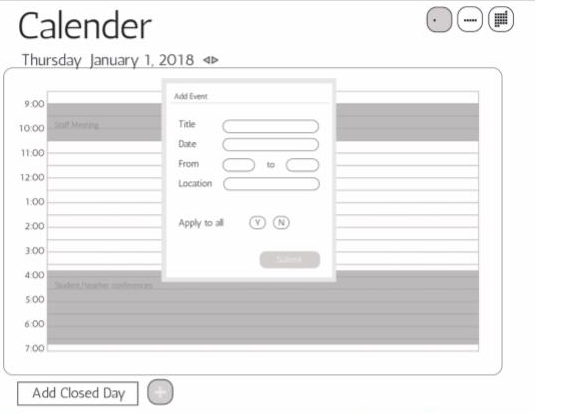 Calender
Thursday January 1, 2018
Add Event
9:00
Title
10:00 Staff Meeting
Date
11:00
From to
12:00
Location
1:00
2:00
Apply to all Y N
3:00
Submit
4:00
Student/teacher conferences
5:00
6:00
7:00
Add Closed Day +